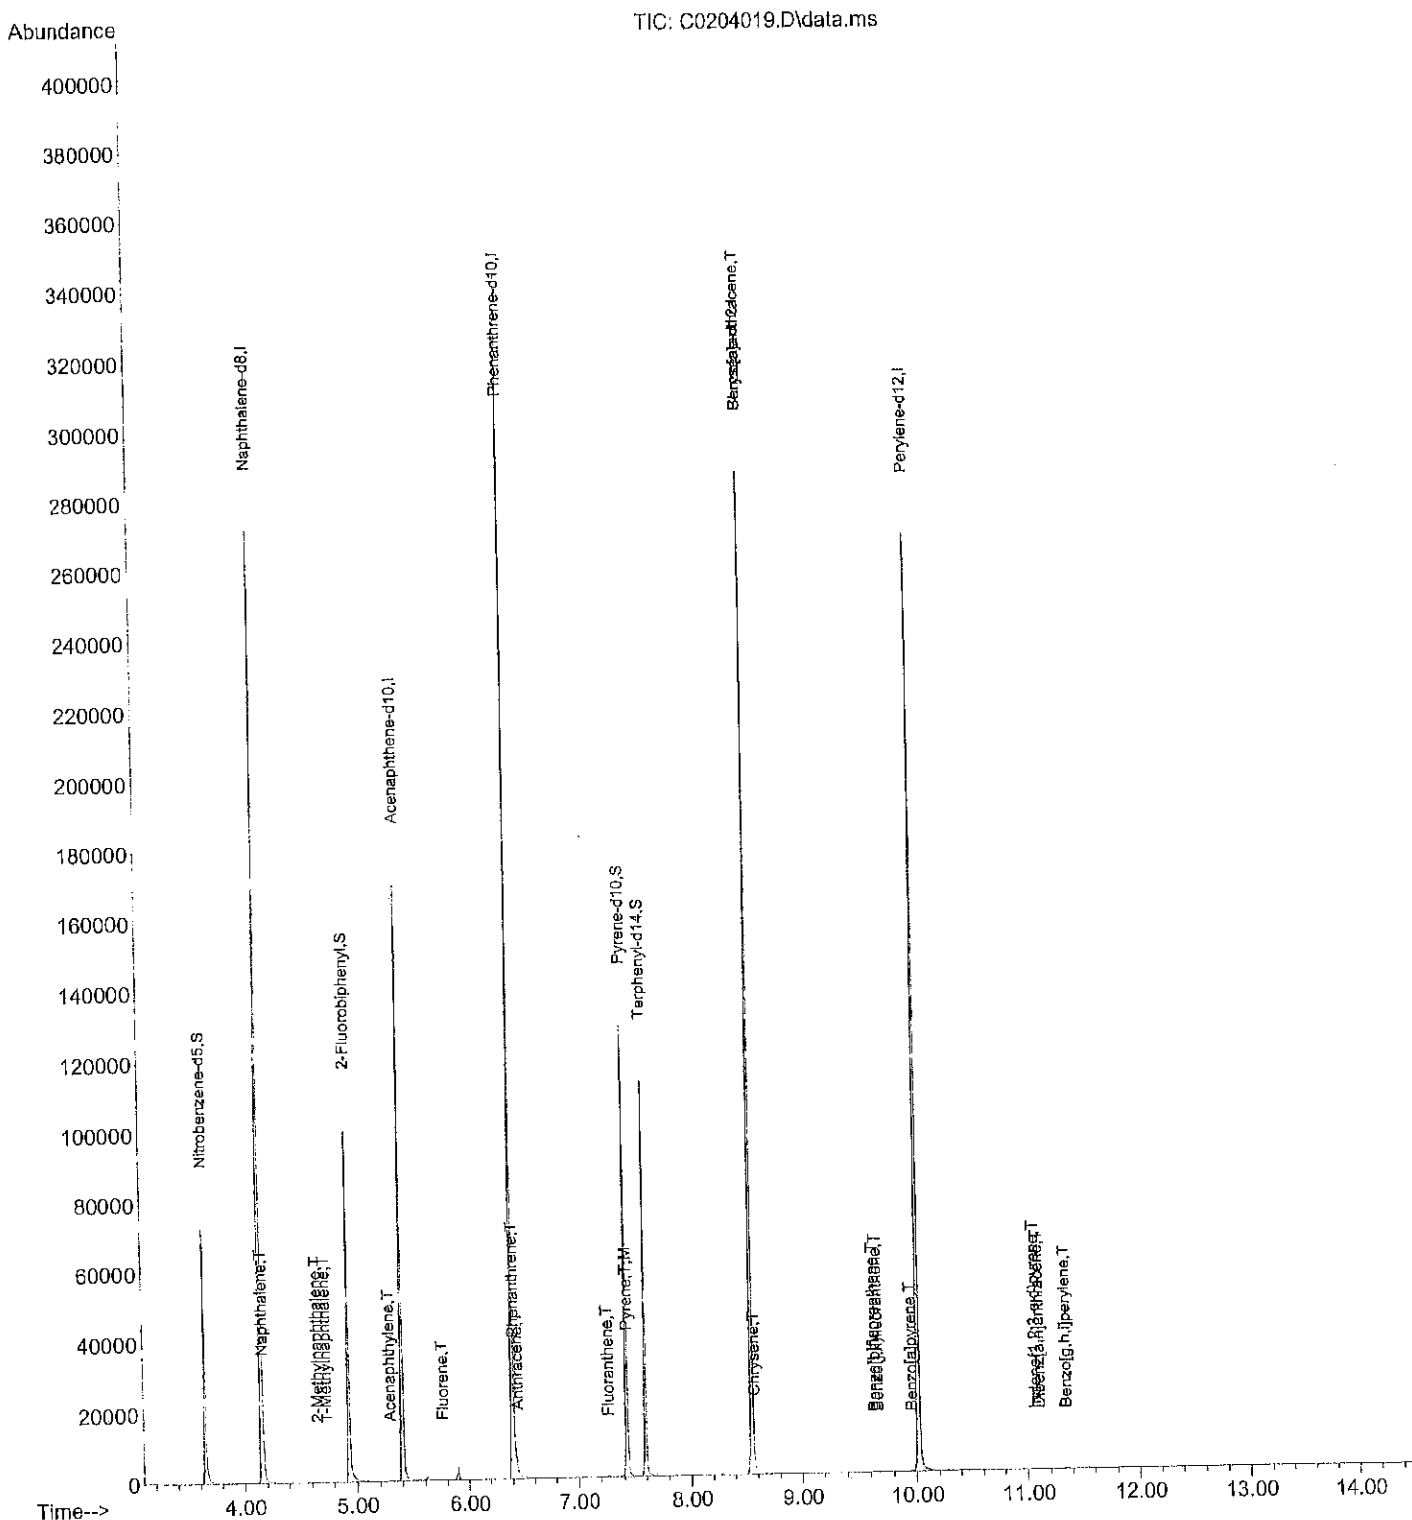 TIC: C0204019.D\data.ms
Abundance
400000
380000
360000
340000
320000
300000
280000
260000
240000
220000
200000
180000
160000
140000
120000
100000
80000
60000
40000
20000
0
Time-->
Nitrobenzene-d5,S
Naphthalene-d8,I
Naphthalene,T
2-Methylnaphthalene,T
1-Methylnaphthalene,T
2-Fluorobiphenyl,S
Acenaphthylene,T
Acenaphthene-d10,I
Fluorene,T
Phenanthrene-d10,I
Phenanthrene,T
Anthracene,T
Fluoranthene,T
Pyrene-d10,S
Pyrene,T,M
Terphenyl-d14,S
Chrysene,T
Perylene-d12,I
Benzo[a]pyrene,T
Benzo[g,h,i]perylene,T
4.00 5.00 6.00 7.00 8.00 9.00 10.00 11.00 12.00 13.00 14.00